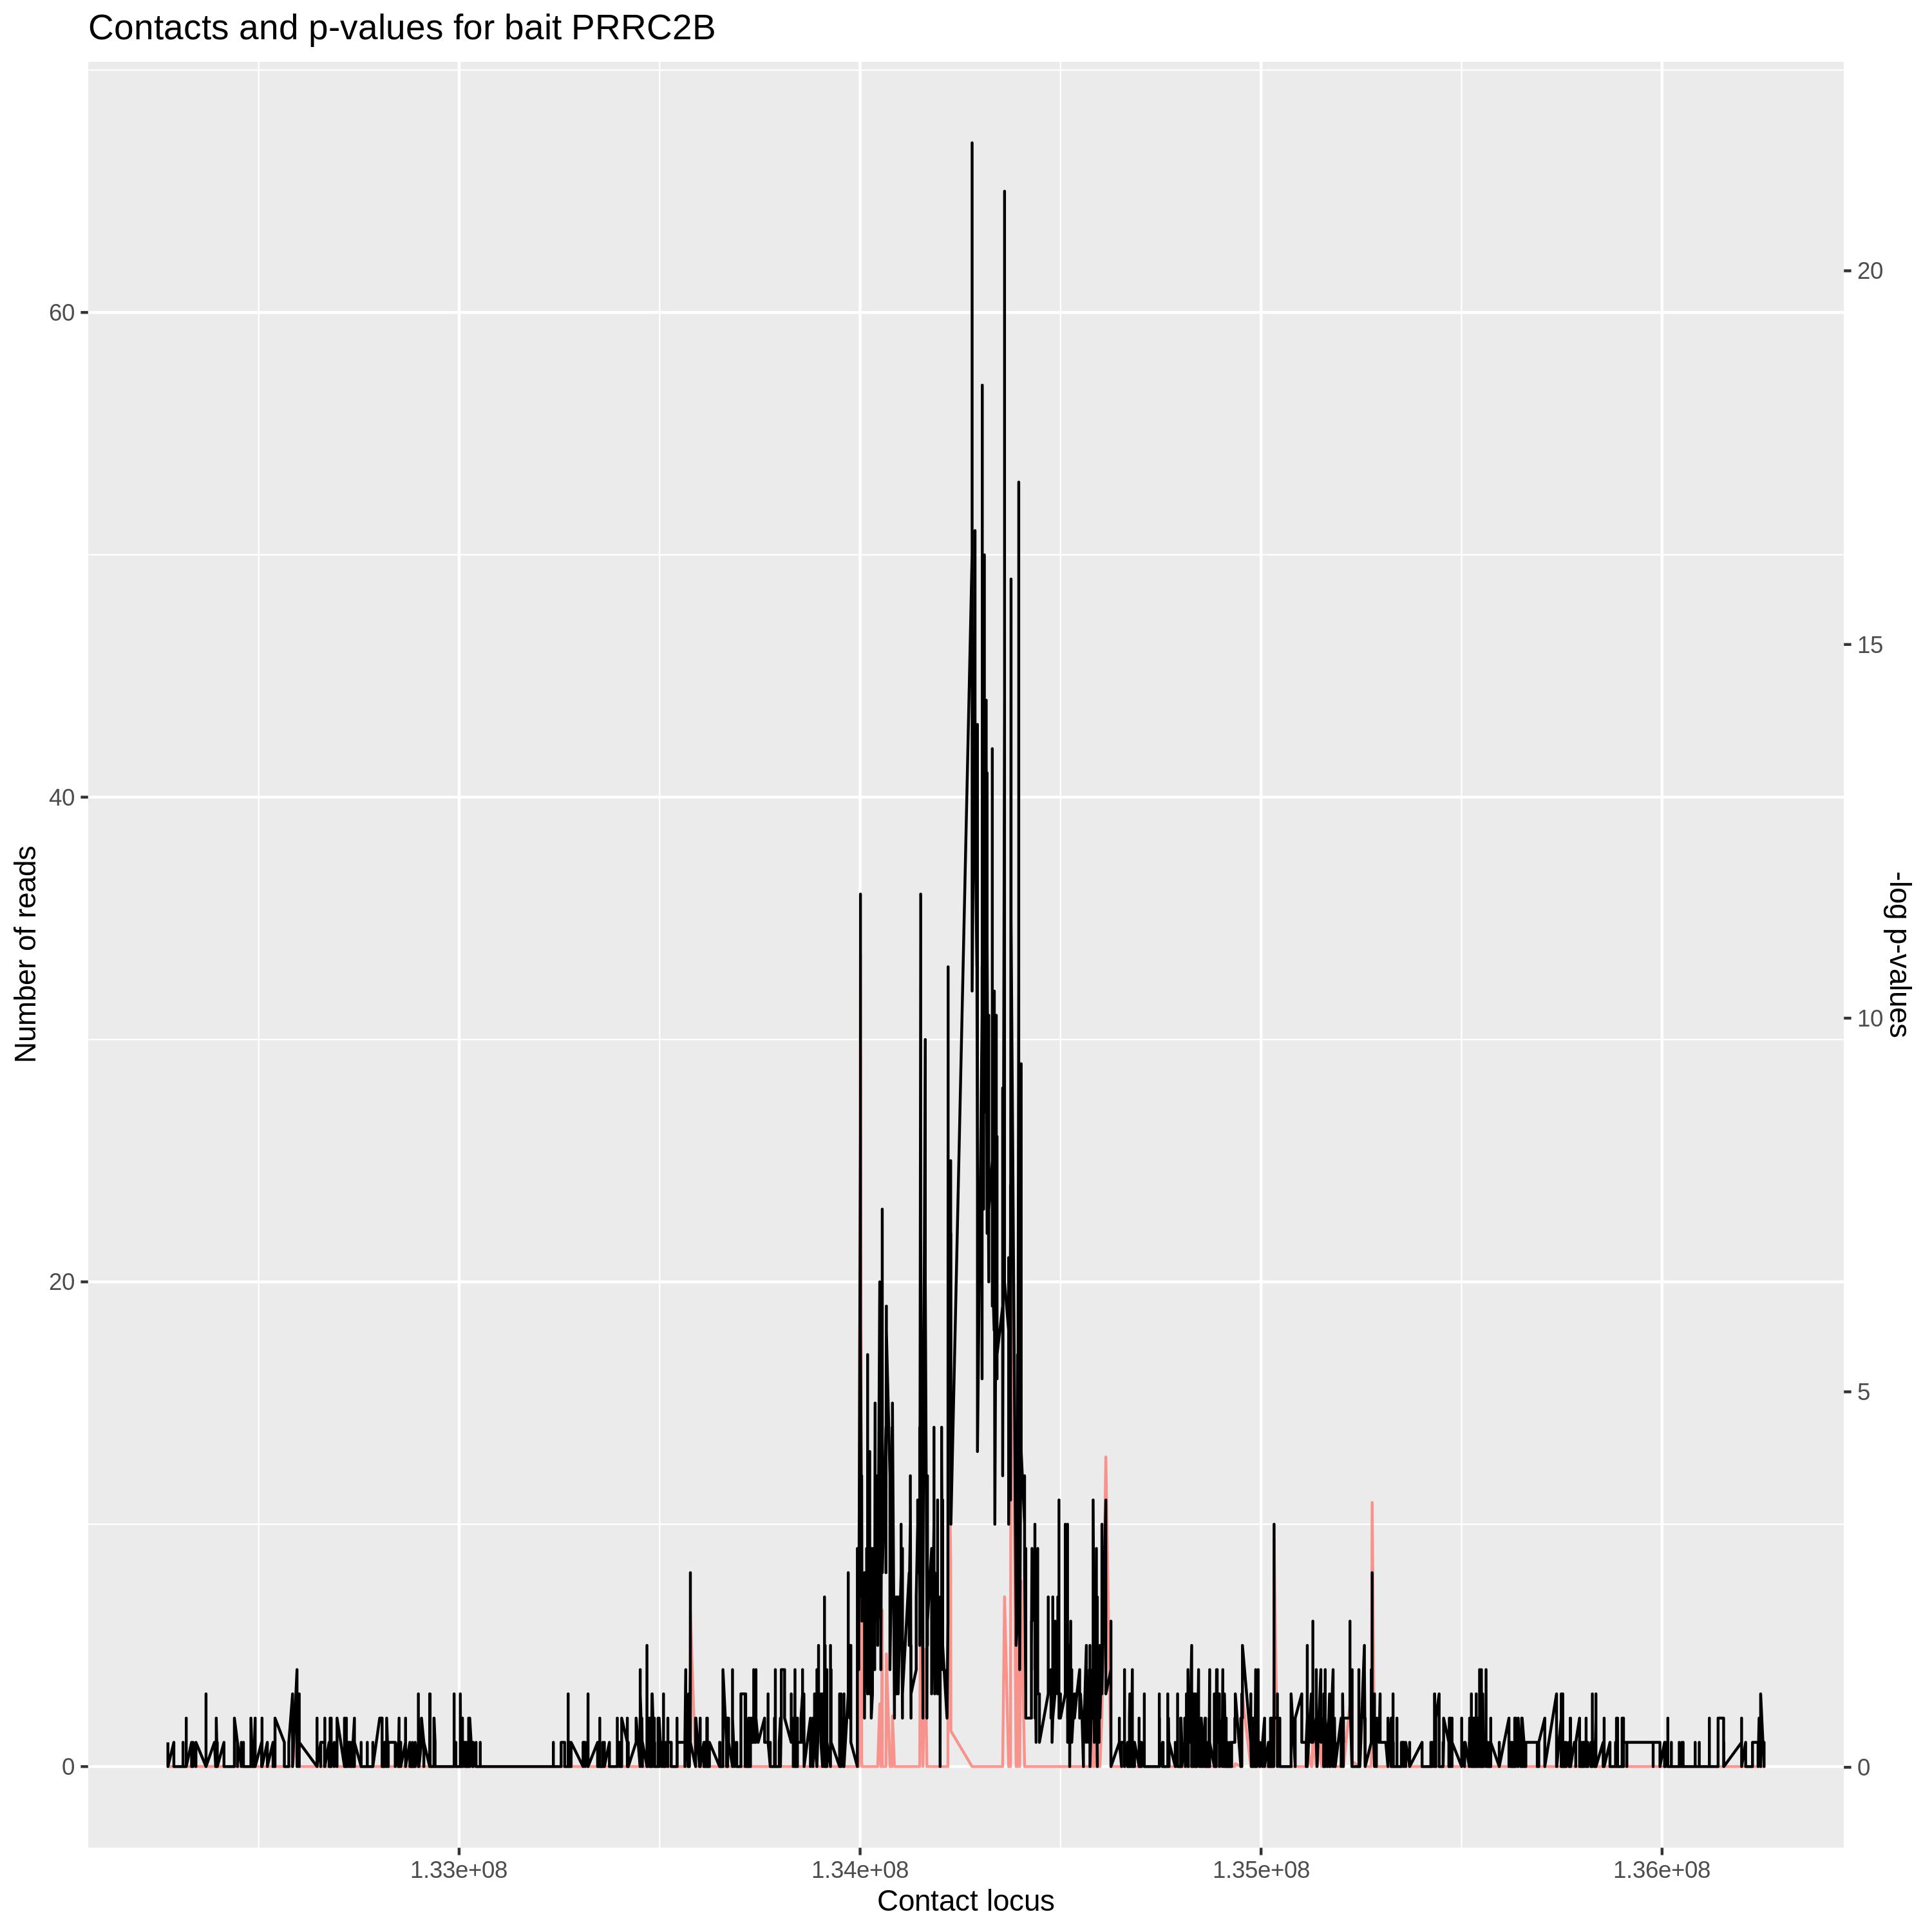 Contacts and p-values for bait PRRC2B
Number of reads
60
40
20
0
20
15
10
5
0
-log p-values
1.33e+08
1.34e+08
1.35e+08
1.36e+08
Contact locus